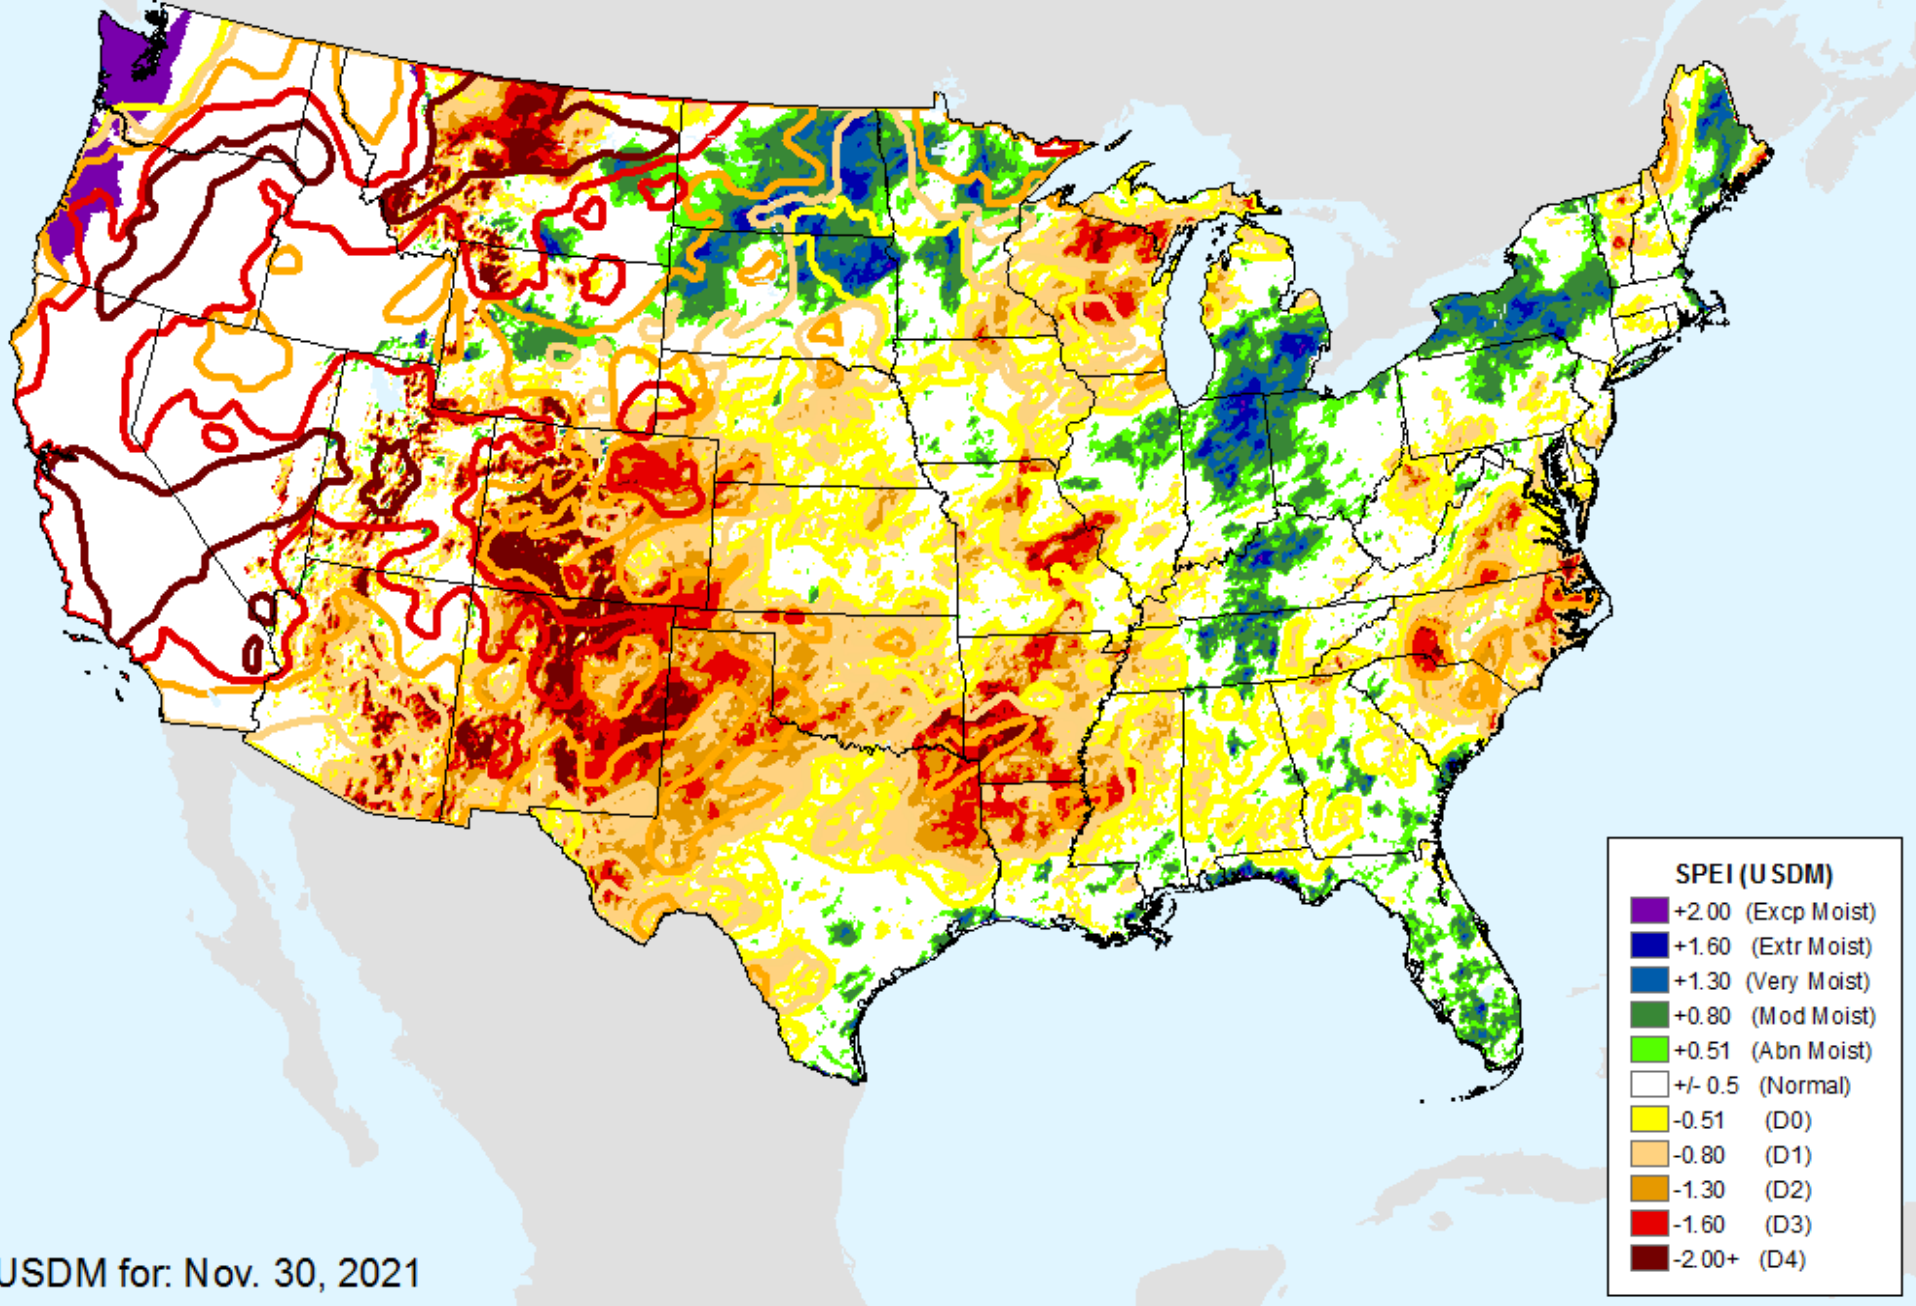 SPEI (USDM)
+2.00 (Excp Moist)
+1.60 (Extr Moist)
+1.30 (Very Moist)
+0.80 (Mod Moist)
+0.51 (Abn Moist)
+/- 0.5 (Normal)
-0.51 (D0)
-0.80 (D1)
-1.30 (D2)
-1.60 (D3)
-2.00+ (D4)
USDM for: Nov. 30, 2021